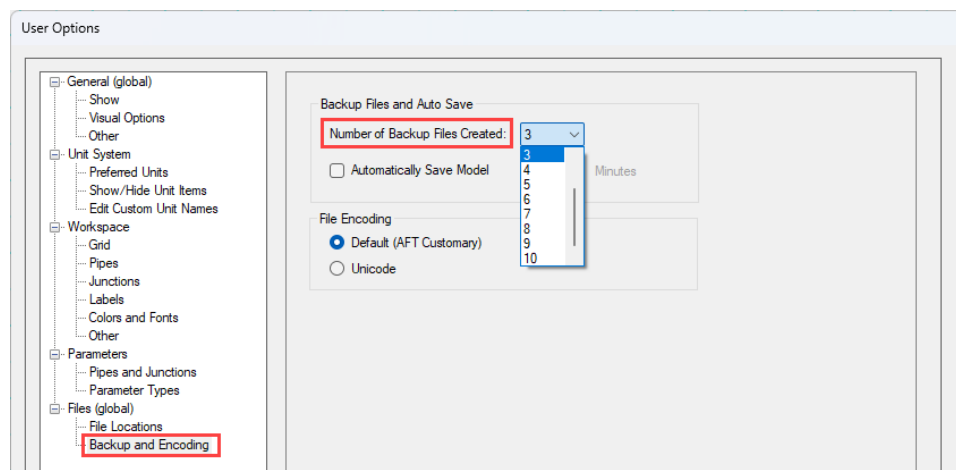 User Options
General (global)
Show
Visual Options
Other
Unit System
Preferred Units
Show/Hide Unit Items
Edit Custom Unit Names
Workspace
Grid
Pipes
Junctions
Labels
Colors and Fonts
Other
Parameters
Pipes and Junctions
Parameter Types
Files (global)
File Locations
Backup and Encoding
Backup Files and Auto Save
Number of Backup Files Created: 3
3
4
5
6
7
8
9
10
Automatically Save Model Minutes
File Encoding
Default (AFT Customary)
Unicode